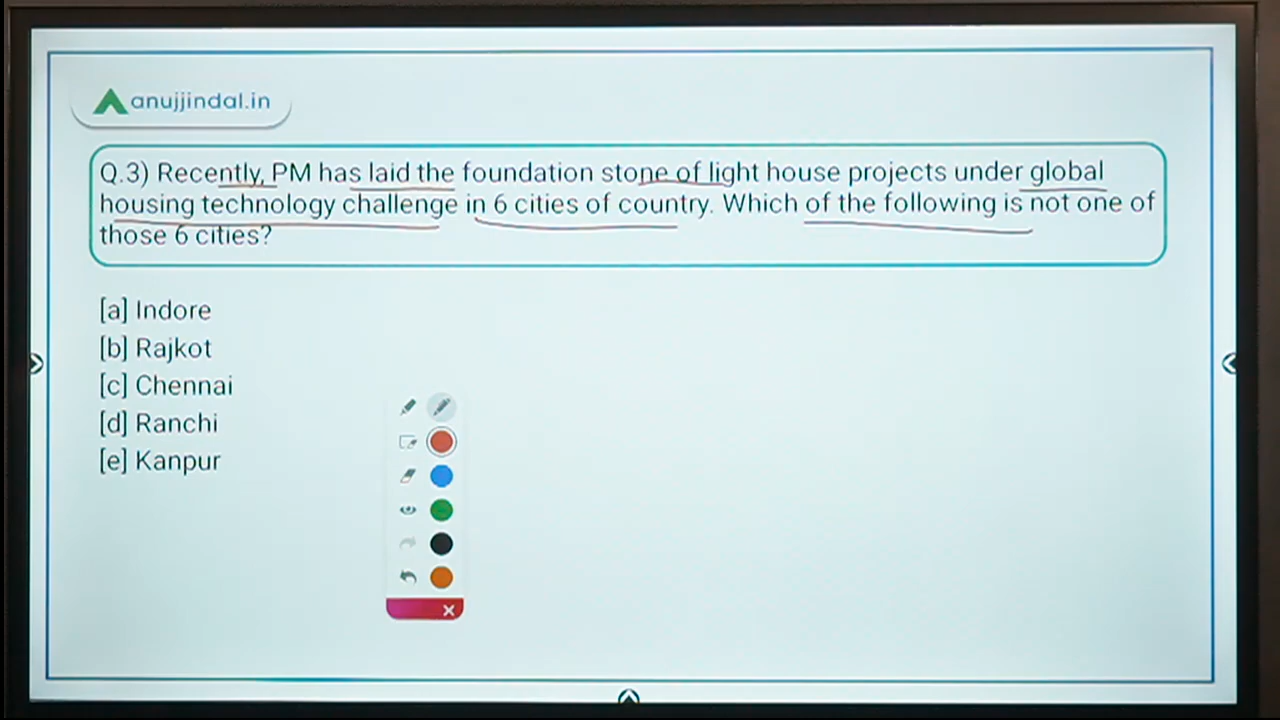 anujjindal.in
Q.3) Recently, PM has laid the foundation stone of light house projects under global
housing technology challenge in 6 cities of country. Which of the following is not one of
those 6 cities?
[a] Indore
[b] Rajkot
[c] Chennai
[d] Ranchi
[e] Kanpur